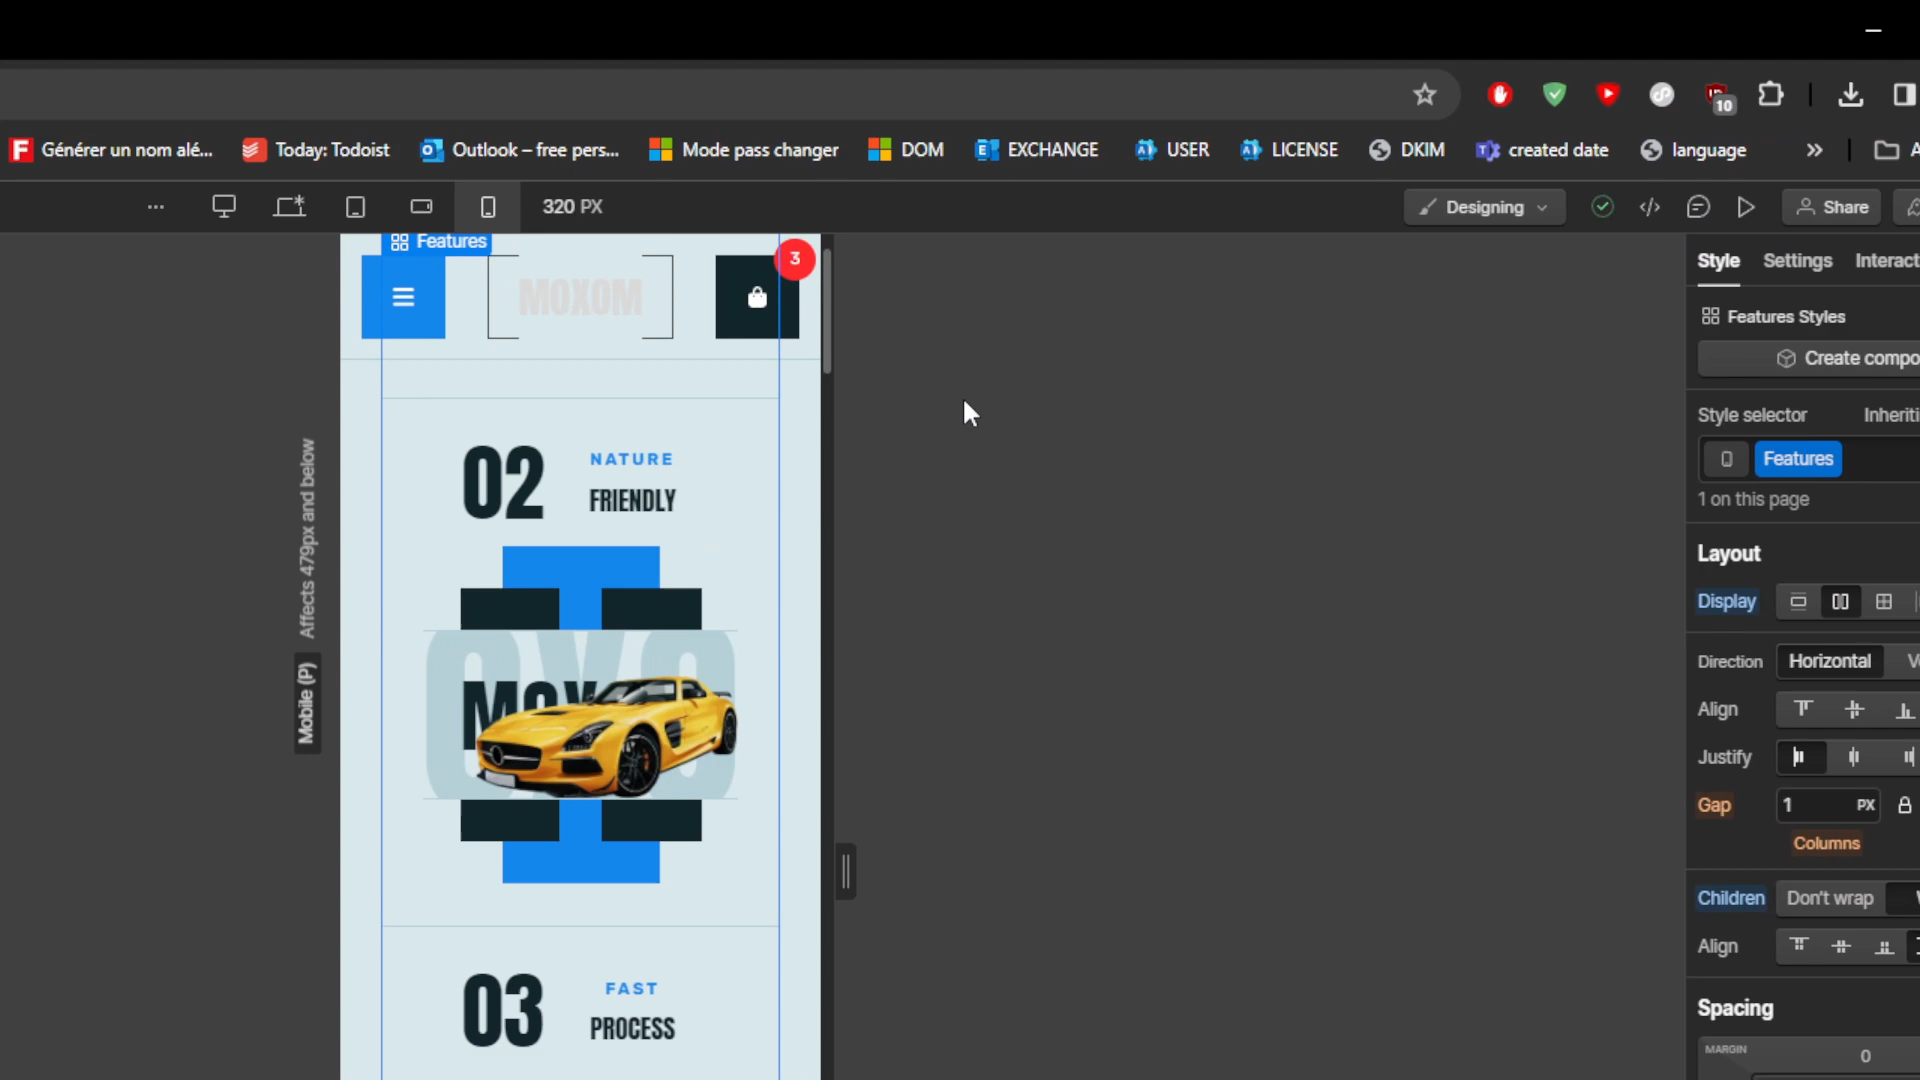 10
Générer un nom alé... Today: Todoist Outlook – free pers... Mode pass changer DOM EXCHANGE USER LICENSE DKIM created date language » A
... 320 PX Designing Share
Features
3
MOXOM
02 NATURE
FRIENDLY
MOX
03 FAST
PROCESS
Mobile (P) Affects 479px and below
Style Settings Interact
Features Styles
Create compo
Style selector Inheriti
Features
1 on this page
Layout
Display
Direction Horizontal
Align
Justify
Gap 1 PX
Columns
Children Don't wrap
Align
Spacing
MARGIN 0